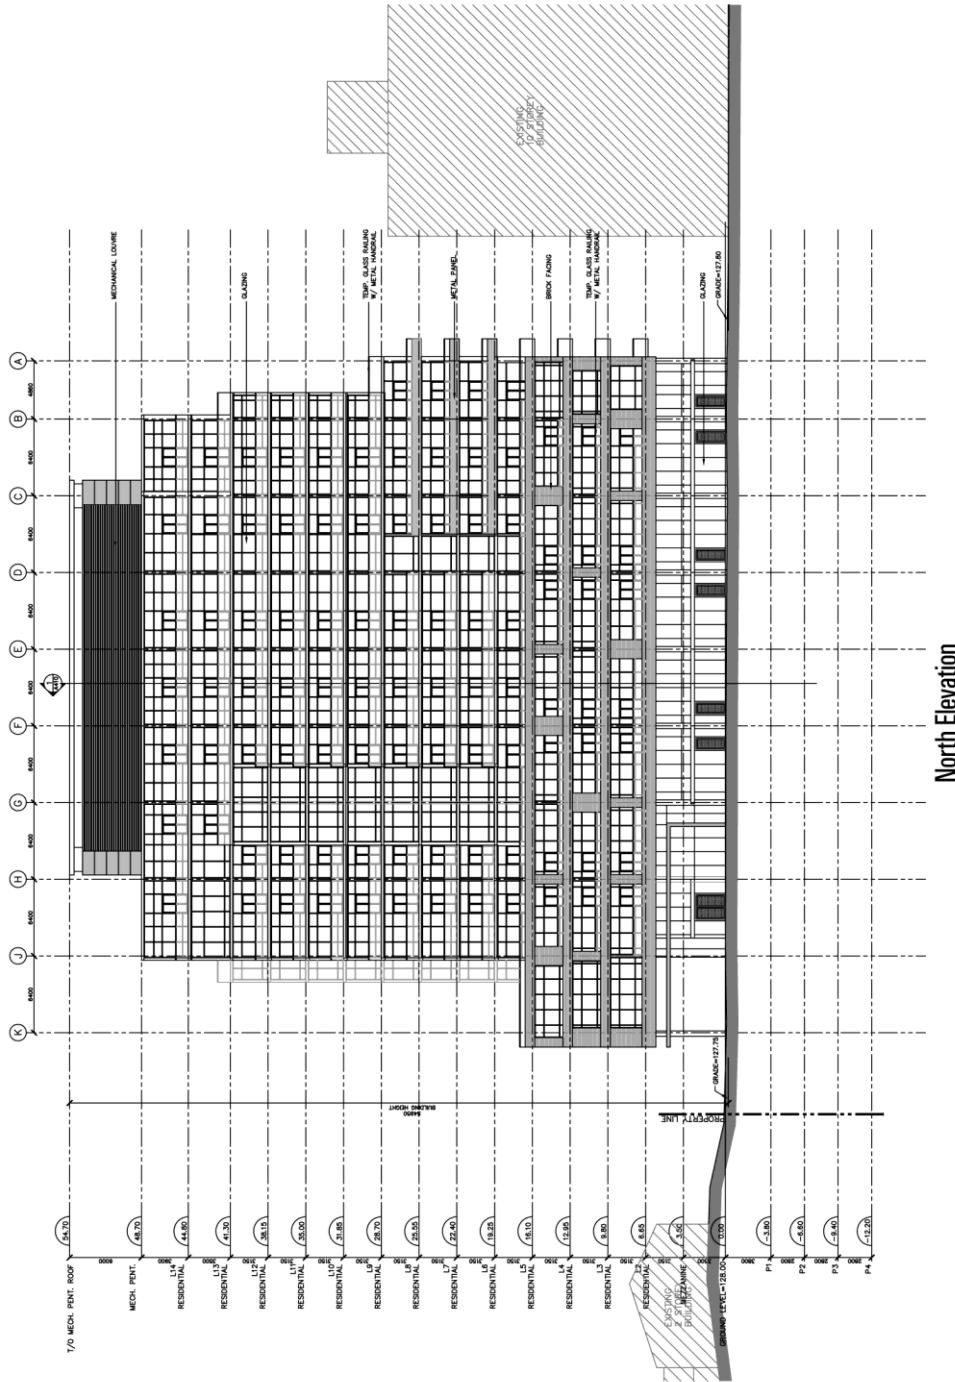 T/O MECH. PENT. ROOF
54.70
6000
MECH. PENT.
48.70
3900
L14
RESIDENTIAL
44.80
3500
L13
RESIDENTIAL
41.30
3150
L12
RESIDENTIAL
38.15
3150
L11
RESIDENTIAL
35.00
3150
L10
RESIDENTIAL
31.85
3150
L9
RESIDENTIAL
28.70
3150
L8
RESIDENTIAL
25.55
3150
L7
RESIDENTIAL
22.40
3150
L6
RESIDENTIAL
19.25
3150
L5
RESIDENTIAL
16.10
3150
L4
RESIDENTIAL
12.95
3150
L3
RESIDENTIAL
9.80
3150
L2
RESIDENTIAL
6.65
3150
MEZZANINE
3.50
GROUND LEVEL=128.00
0.00
P1
-3.80
2800
P2
-6.60
2800
P3
-9.40
2800
P4
-12.20
EXISTING
2 STOREY
BUILDING
BUILDING HEIGHT
PROPERTY LINE
GRADE=127.75
K
6400
J
6400
H
6400
G
6400
F
6400
E
6400
D
6400
C
6400
B
4860
A
1
MECHANICAL LOUVRE
GLAZING
TEMP. GLASS RAILING
W/ METAL HANDRAIL
METAL PANEL
BRICK FACING
TEMP. GLASS RAILING
W/ METAL HANDRAIL
GLAZING
GRADE=127.60
EXISTING
10 STOREY
BUILDING
North Elevation